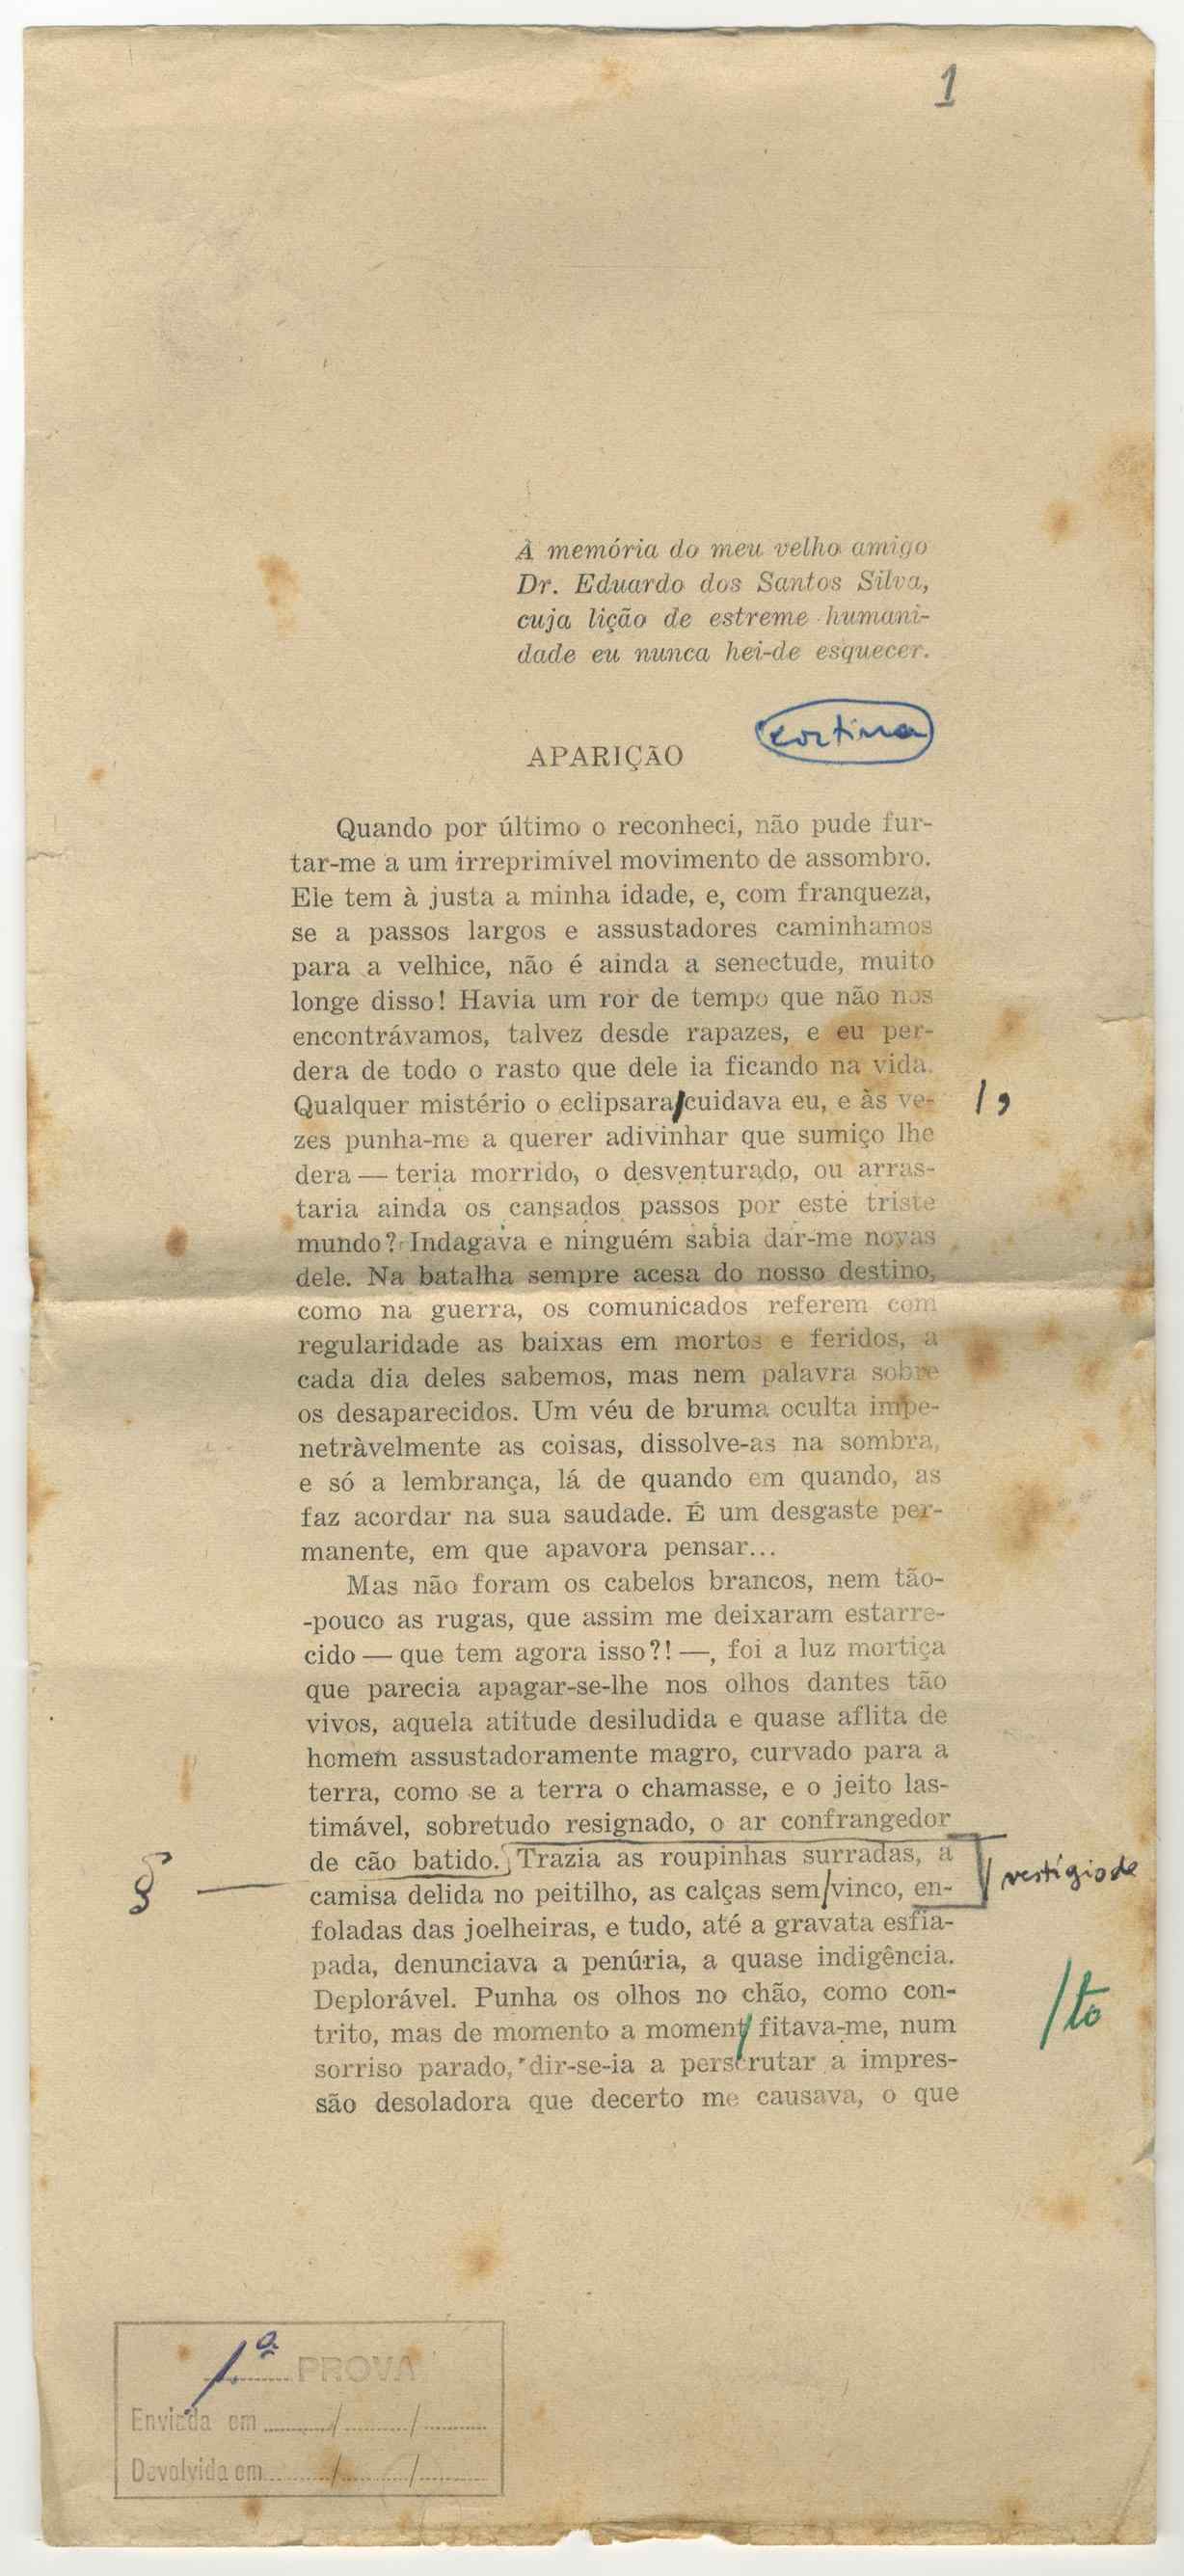 1
À memória do meu velho amigo
Dr. Eduardo dos Santos Silva,
cuja lição de estreme humani-
dade eu nunca hei-de esquecer.
cortina
APARIÇÃO
Quando por último o reconheci, não pude fur-
tar-me a um irreprimível movimento de assombro.
Ele tem à justa a minha idade, e, com franqueza,
se a passos largos e assustadores caminhamos
para a velhice, não é ainda a senectude, muito
longe disso! Havia um ror de tempo que não nos
encontrávamos, talvez desde rapazes, e eu per-
dera de todo o rasto que dele ia ficando na vida.
Qualquer mistério o eclipsara/cuidava eu, e às ve- /,
zes punha-me a querer adivinhar que sumiço lhe
dera — teria morrido, o desventurado, ou arras-
taria ainda os cansados passos por este triste
mundo? Indagava e ninguém sabia dar-me novas
dele. Na batalha sempre acesa do nosso destino,
como na guerra, os comunicados referem com
regularidade as baixas em mortos e feridos, a
cada dia deles sabemos, mas nem palavra sobre
os desaparecidos. Um véu de bruma oculta impe-
netràvelmente as coisas, dissolve-as na sombra,
e só a lembrança, lá de quando em quando, as
faz acordar na sua saudade. É um desgaste per-
manente, em que apavora pensar...
Mas não foram os cabelos brancos, nem tão-
-pouco as rugas, que assim me deixaram estarre-
cido — que tem agora isso?! —, foi a luz mortiça
que parecia apagar-se-lhe nos olhos dantes tão
vivos, aquela atitude desiludida e quase aflita de
homem assustadoramente magro, curvado para a
terra, como se a terra o chamasse, e o jeito las-
timável, sobretudo resignado, o ar confrangedor
de cão batido. Trazia as roupinhas surradas, a
§ — camisa delida no peitilho, as calças sem/vinco, en- / vestígio de
foladas das joelheiras, e tudo, até a gravata esfia-
pada, denunciava a penúria, a quase indigência.
Deplorável. Punha os olhos no chão, como con-
trito, mas de momento a moment/ fitava-me, num /to
sorriso parado, dir-se-ia a perscrutar a impres-
são desoladora que decerto me causava, o que
1.ª PROVA
Enviada em ........../........../..........
Devolvida em ........../........../..........